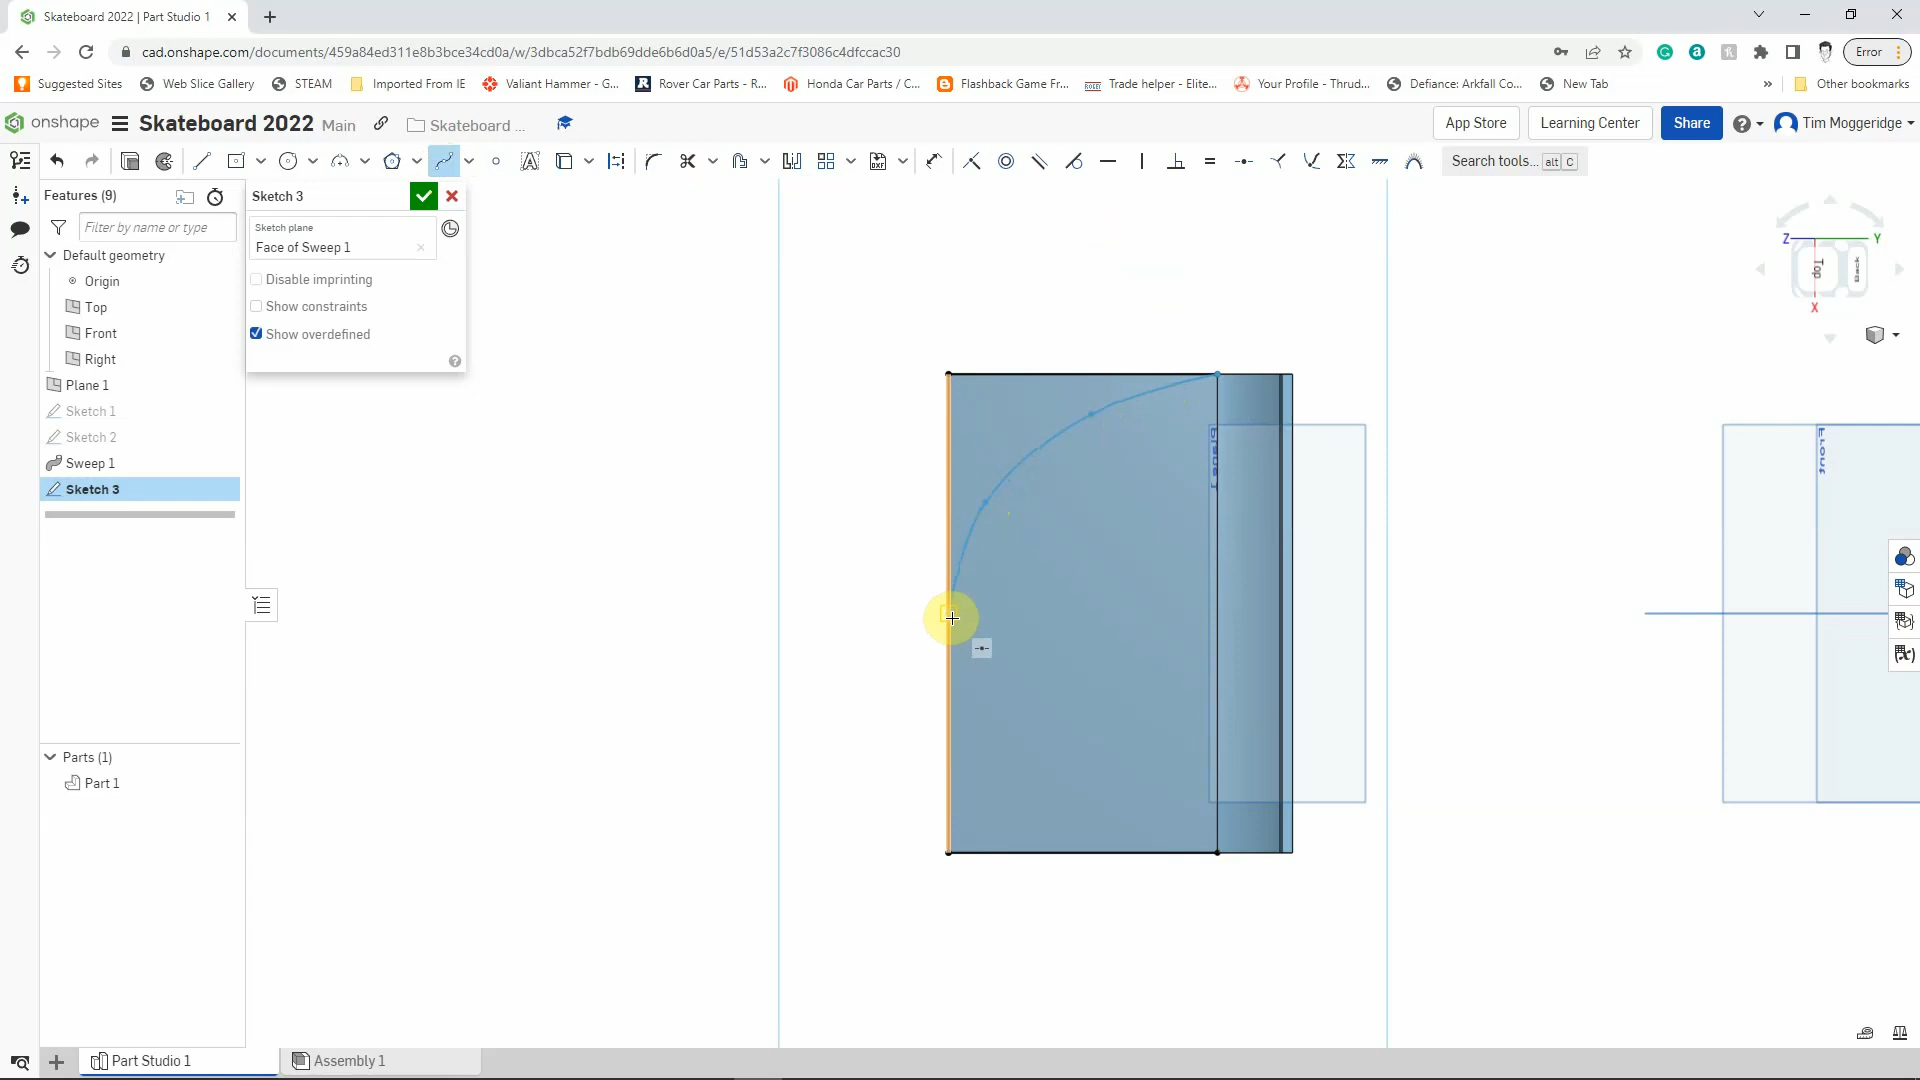 Skateboard 2022 | Part Studio 1
cad.onshape.com/documents/459a84ed311e8b3bce34cd0a/w/3dbca52f7bdb69dde6b6d0a5/e/51d53a2c7f3086c4dfccac30
Error
Suggested Sites
Web Slice Gallery
STEAM
Imported From IE
Valiant Hammer - G...
Rover Car Parts / R...
Honda Car Parts / C...
Flashback Game Fr...
Trade helper - Elite...
Your Profile - Thrud...
Defiance: Arkfall Co...
New Tab
»
Other bookmarks
onshape
Skateboard 2022 Main
Skateboard ...
App Store
Learning Center
Share
Tim Moggeridge
Search tools... alt C
Features (9)
Filter by name or type
Default geometry
Origin
Top
Front
Right
Plane 1
Sketch 1
Sketch 2
Sweep 1
Sketch 3
Sketch 3
Sketch plane
Face of Sweep 1
Disable imprinting
Show constraints
Show overdefined
Plane 1
Front
Z
Y
Top
Back
X
Parts (1)
Part 1
Part Studio 1
Assembly 1